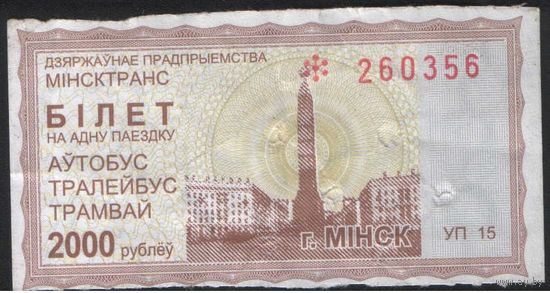 ДЗЯРЖАЎНАЕ ПРАДПРЫЕМСТВА
МІНСКТРАНС
260356
БІЛЕТ
НА АДНУ ПАЕЗДКУ
АЎТОБУС
ТРАЛЕЙБУС
ТРАМВАЙ
2000 рублёў
г. МІНСК
УП 15